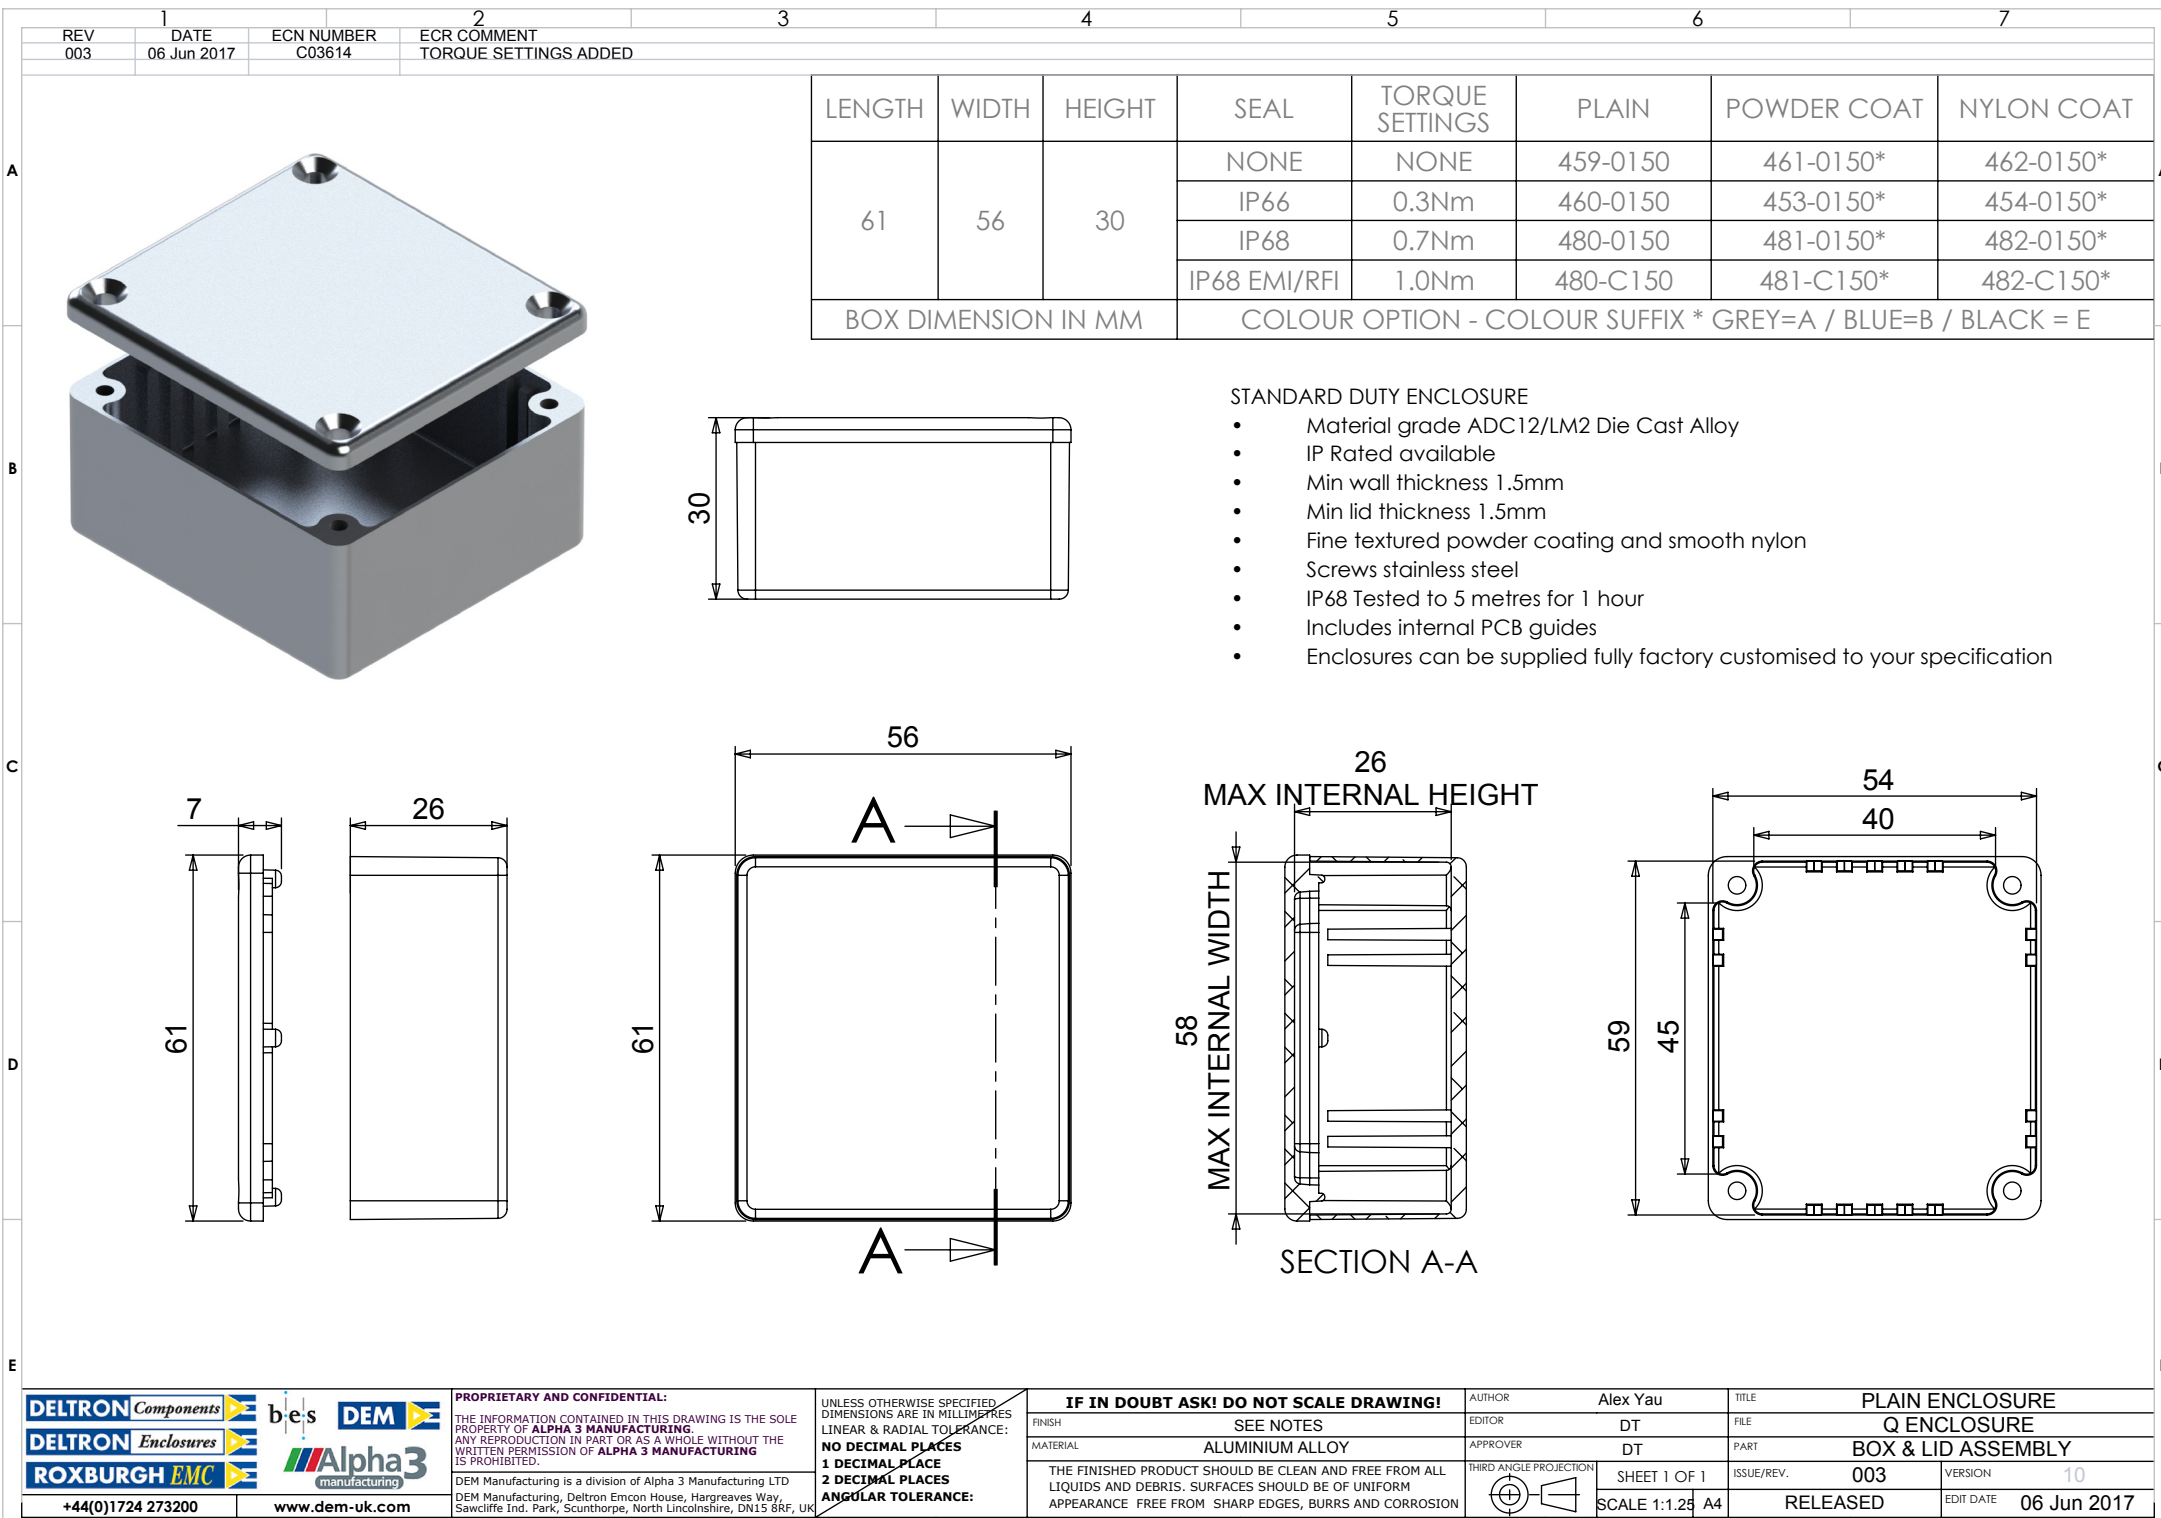 1 2 3 4 5 6 7
REV DATE ECN NUMBER ECR COMMENT
003 06 Jun 2017 C03614 TORQUE SETTINGS ADDED
LENGTH WIDTH HEIGHT SEAL TORQUE SETTINGS PLAIN POWDER COAT NYLON COAT
61 56 30
NONE NONE 459-0150 461-0150* 462-0150*
IP66 0.3Nm 460-0150 453-0150* 454-0150*
IP68 0.7Nm 480-0150 481-0150* 482-0150*
IP68 EMI/RFI 1.0Nm 480-C150 481-C150* 482-C150*
BOX DIMENSION IN MM COLOUR OPTION - COLOUR SUFFIX * GREY=A / BLUE=B / BLACK = E
A
B
C
D
E
STANDARD DUTY ENCLOSURE
• Material grade ADC12/LM2 Die Cast Alloy
• IP Rated available
• Min wall thickness 1.5mm
• Min lid thickness 1.5mm
• Fine textured powder coating and smooth nylon
• Screws stainless steel
• IP68 Tested to 5 metres for 1 hour
• Includes internal PCB guides
• Enclosures can be supplied fully factory customised to your specification
30
7
26
61
56
61
A
A
26
MAX INTERNAL HEIGHT
58
MAX INTERNAL WIDTH
SECTION A-A
54
40
59
45
DELTRON Components
DELTRON Enclosures
ROXBURGH EMC
b·e·s
DEM
Alpha3
manufacturing
+44(0)1724 273200
www.dem-uk.com
PROPRIETARY AND CONFIDENTIAL:
THE INFORMATION CONTAINED IN THIS DRAWING IS THE SOLE
PROPERTY OF ALPHA 3 MANUFACTURING.
ANY REPRODUCTION IN PART OR AS A WHOLE WITHOUT THE
WRITTEN PERMISSION OF ALPHA 3 MANUFACTURING
IS PROHIBITED.
DEM Manufacturing is a division of Alpha 3 Manufacturing LTD
DEM Manufacturing, Deltron Emcon House, Hargreaves Way,
Sawcliffe Ind. Park, Scunthorpe, North Lincolnshire, DN15 8RF, UK
UNLESS OTHERWISE SPECIFIED
DIMENSIONS ARE IN MILLIMETRES
LINEAR & RADIAL TOLERANCE:
NO DECIMAL PLACES
1 DECIMAL PLACE
2 DECIMAL PLACES
ANGULAR TOLERANCE:
IF IN DOUBT ASK! DO NOT SCALE DRAWING!
FINISH SEE NOTES
MATERIAL ALUMINIUM ALLOY
THE FINISHED PRODUCT SHOULD BE CLEAN AND FREE FROM ALL
LIQUIDS AND DEBRIS. SURFACES SHOULD BE OF UNIFORM
APPEARANCE FREE FROM SHARP EDGES, BURRS AND CORROSION
AUTHOR Alex Yau
EDITOR DT
APPROVER DT
THIRD ANGLE PROJECTION
SHEET 1 OF 1
SCALE 1:1.25 A4
TITLE PLAIN ENCLOSURE
FILE Q ENCLOSURE
PART BOX & LID ASSEMBLY
ISSUE/REV. 003 VERSION 10
RELEASED EDIT DATE 06 Jun 2017